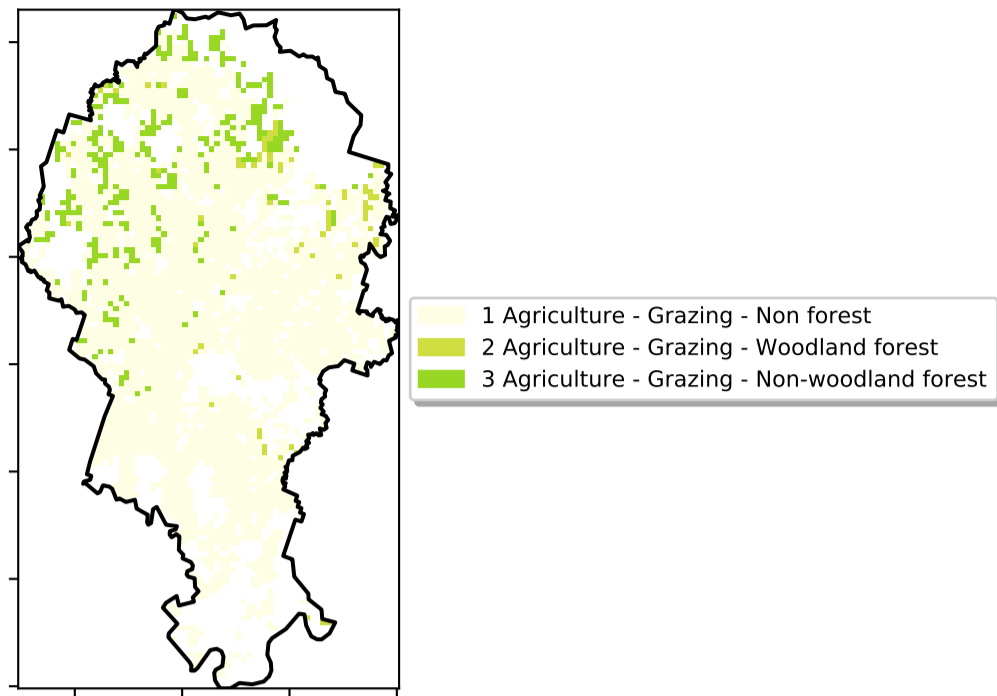 1 Agriculture - Grazing - Non forest
2 Agriculture - Grazing - Woodland forest
3 Agriculture - Grazing - Non-woodland forest